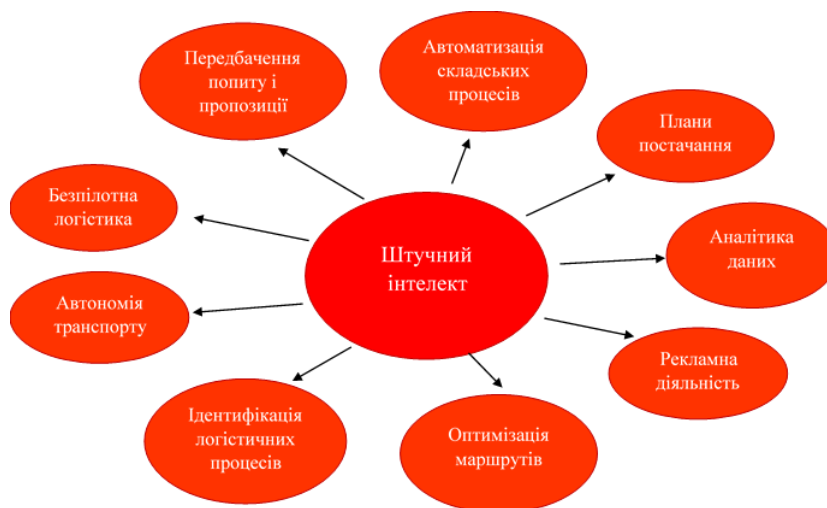 Передбачення
попиту і
пропозиції
Автоматизація
складських
процесів
Плани
постачання
Безпілотна
логістика
Аналітика
даних
Штучний
інтелект
Автономія
транспорту
Рекламна
діяльність
Ідентифікація
логістичних
процесів
Оптимізація
маршрутів